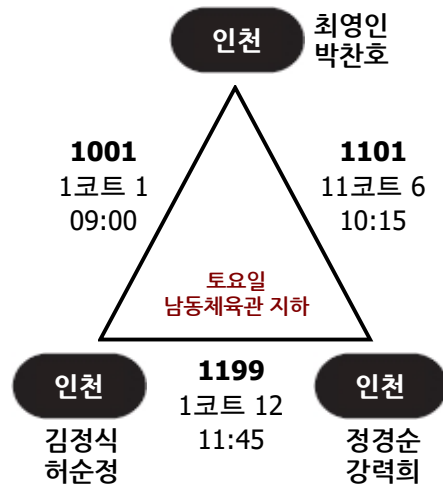 인천
최영인
박찬호
1001
1코트 1
09:00
1101
11코트 6
10:15
토요일
남동체육관 지하
인천
김정식
허순정
1199
1코트 12
11:45
인천
정경순
강력희